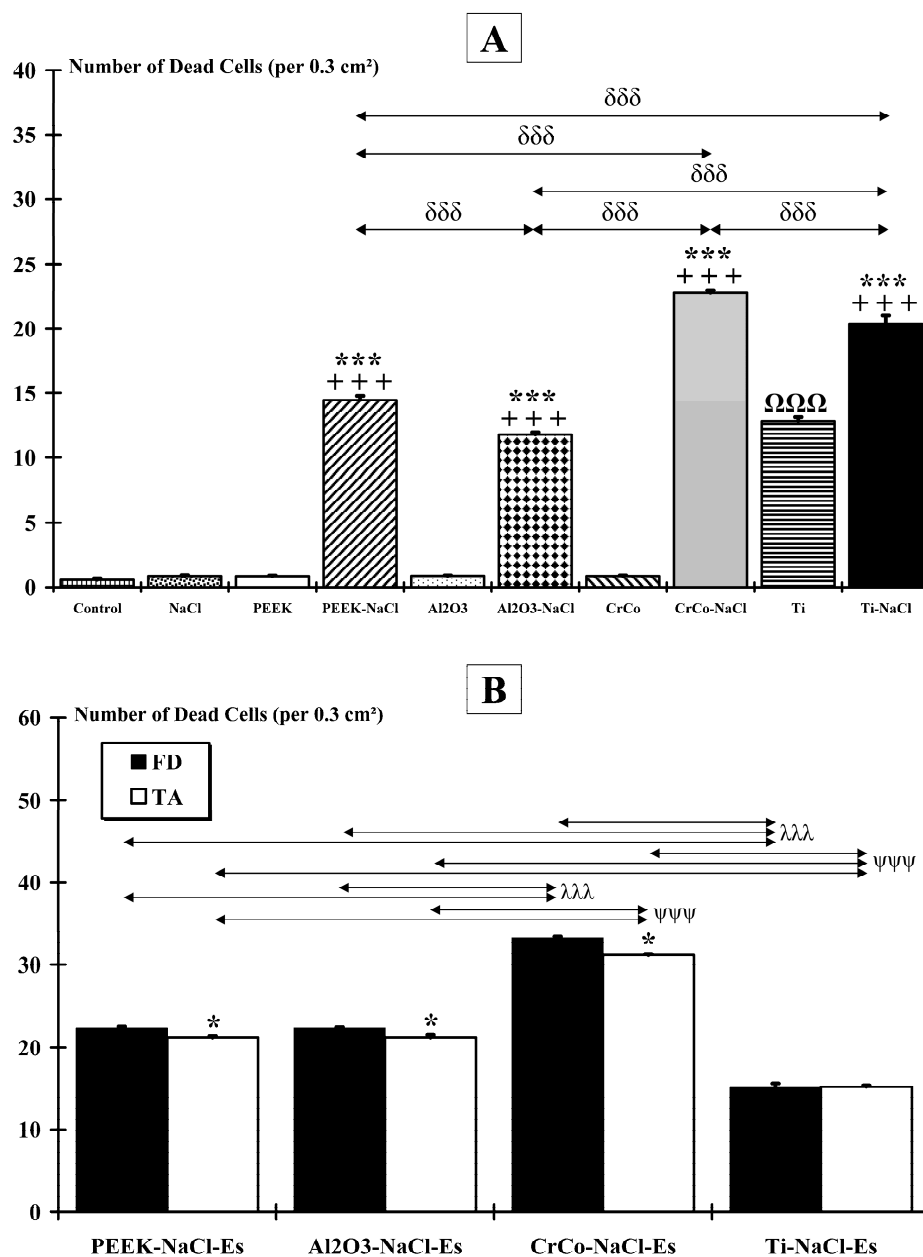 A
Number of Dead Cells (per 0.3 cm²)
40
35
30
25
20
15
10
5
0
δδδ
δδδ
δδδ
δδδ δδδ δδδ
*** ***
+ + + + + +
***
+ + +
***
+ + +
ΩΩΩ
Control NaCl PEEK PEEK-NaCl Al2O3 Al2O3-NaCl CrCo CrCo-NaCl Ti Ti-NaCl
B
Number of Dead Cells (per 0.3 cm²)
60
50
40
30
20
10
0
FD
TA
λλλ
ψψψ
λλλ
ψψψ
*
* *
PEEK-NaCl-Es Al2O3-NaCl-Es CrCo-NaCl-Es Ti-NaCl-Es